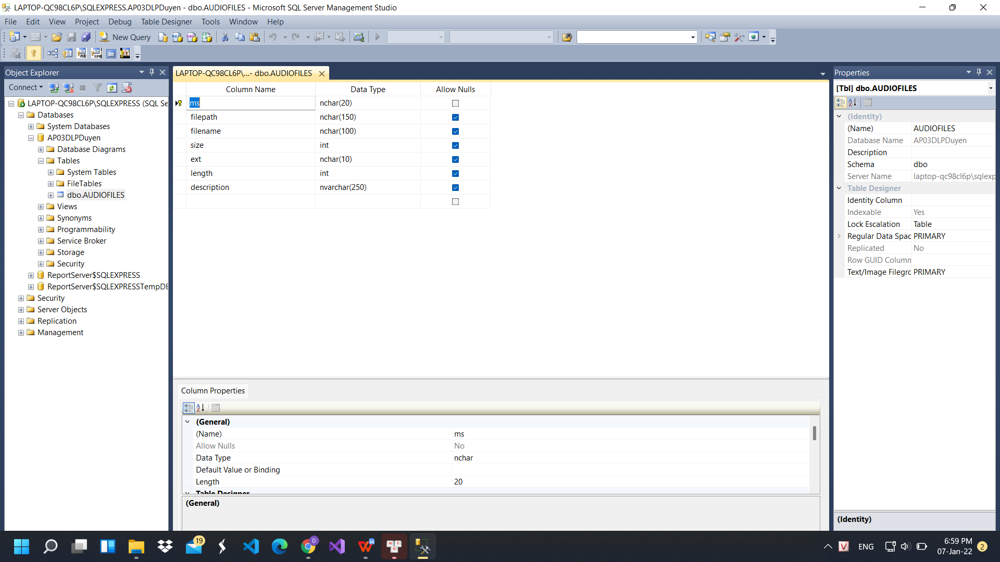 LAPTOP-QC98CL6P\SQLEXPRESS.AP03DLPDuyen - dbo.AUDIOFILES - Microsoft SQL Server Management Studio
File Edit View Project Debug Table Designer Tools Window Help
New Query
Object Explorer
Connect
LAPTOP-QC98CL6P\SQLEXPRESS (SQL Se
Databases
System Databases
AP03DLPDuyen
Database Diagrams
Tables
System Tables
FileTables
dbo.AUDIOFILES
Views
Synonyms
Programmability
Service Broker
Storage
Security
ReportServer$SQLEXPRESS
ReportServer$SQLEXPRESSTempDB
Security
Server Objects
Replication
Management
LAPTOP-QC98CL6P\...- dbo.AUDIOFILES
Column Name Data Type Allow Nulls
ms nchar(20)
filepath nchar(150)
filename nchar(100)
size int
ext nchar(10)
length int
description nvarchar(250)
Column Properties
(General)
(Name) ms
Allow Nulls No
Data Type nchar
Default Value or Binding
Length 20
Table Designer
(General)
Properties
[Tbl] dbo.AUDIOFILES
(Identity)
(Name) AUDIOFILES
Database Name AP03DLPDuyen
Description
Schema dbo
Server Name laptop-qc98cl6p\sqlexp
Table Designer
Identity Column
Indexable Yes
Lock Escalation Table
Regular Data Spac PRIMARY
Replicated No
Row GUID Column
Text/Image Filegrc PRIMARY
(Identity)
19
D
ENG
6:59 PM
07-Jan-22
2